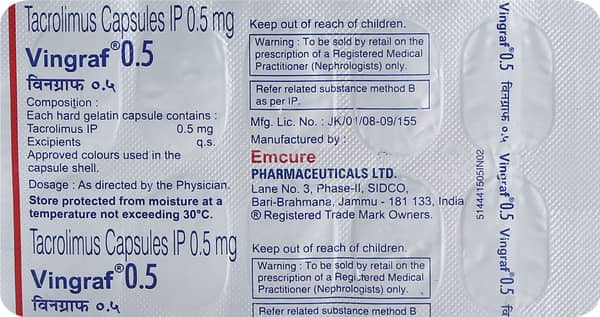 Tacrolimus Capsules IP 0.5 mg
Vingraf® 0.5
विनग्राफ ०.५
Composition :
Each hard gelatin capsule contains :
Tacrolimus IP 0.5 mg
Excipients q.s.
Approved colours used in the
capsule shell.
Dosage : As directed by the Physician.
Store protected from moisture at a
temperature not exceeding 30°C.
Tacrolimus Capsules IP 0.5 mg
Vingraf® 0.5
विनग्राफ ०.५
Keep out of reach of children.
Warning : To be sold by retail on the
prescription of a Registered Medical
Practitioner (Nephrologists) only.
Refer related substance method B
as per IP.
Mfg. Lic. No. : JK/01/08-09/155
Manufactured by :
Emcure
PHARMACEUTICALS LTD.
Lane No. 3, Phase-II, SIDCO,
Bari-Brahmana, Jammu - 181 133, India
® Registered Trade Mark Owners.
Keep out of reach of children.
Warning : To be sold by retail on the
prescription of a Registered Medical
Practitioner (Nephrologists) only.
Refer related substance method B
514441505IN02
Vingraf® 0.5 विनग्राफ ०.५
Vingraf® 0.5 विनग्राफ ०.५